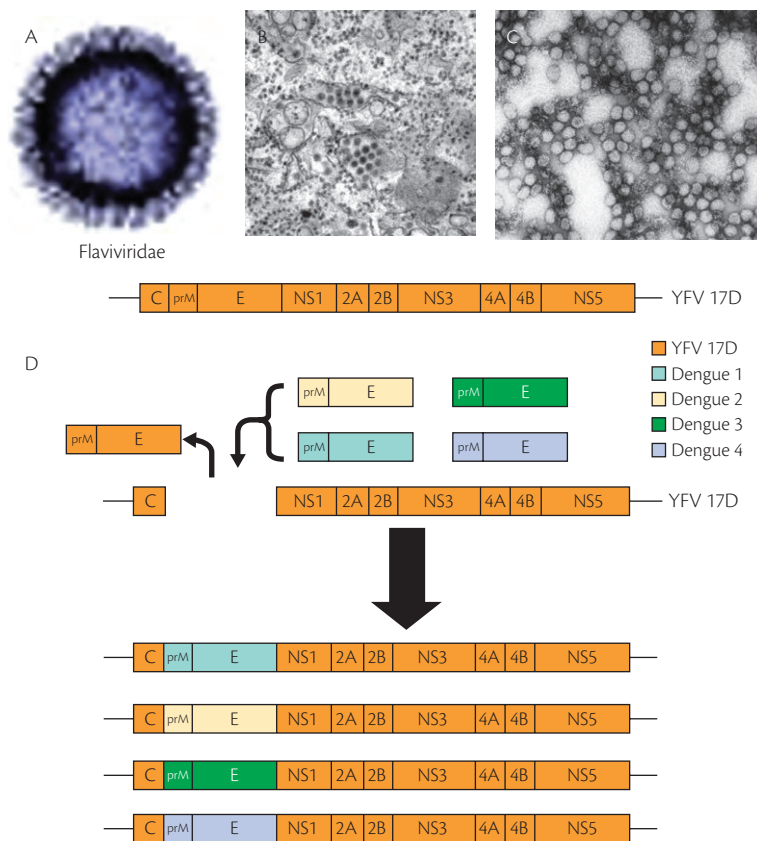 A
B
C
Flaviviridae
C prM E NS1 2A 2B NS3 4A 4B NS5 YFV 17D
D
YFV 17D
Dengue 1
Dengue 2
Dengue 3
Dengue 4
prM E prM E
prM E
prM E prM E
C NS1 2A 2B NS3 4A 4B NS5 YFV 17D
C prM E NS1 2A 2B NS3 4A 4B NS5
C prM E NS1 2A 2B NS3 4A 4B NS5
C prM E NS1 2A 2B NS3 4A 4B NS5
C prM E NS1 2A 2B NS3 4A 4B NS5